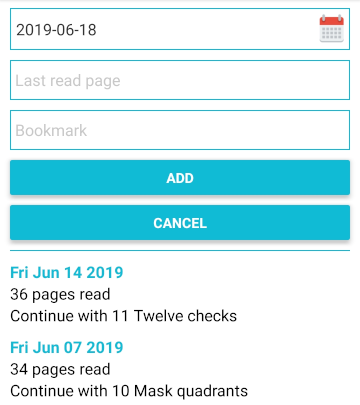 2019-06-18
Last read page
Bookmark
ADD
CANCEL
Fri Jun 14 2019
36 pages read
Continue with 11 Twelve checks
Fri Jun 07 2019
34 pages read
Continue with 10 Mask quadrants